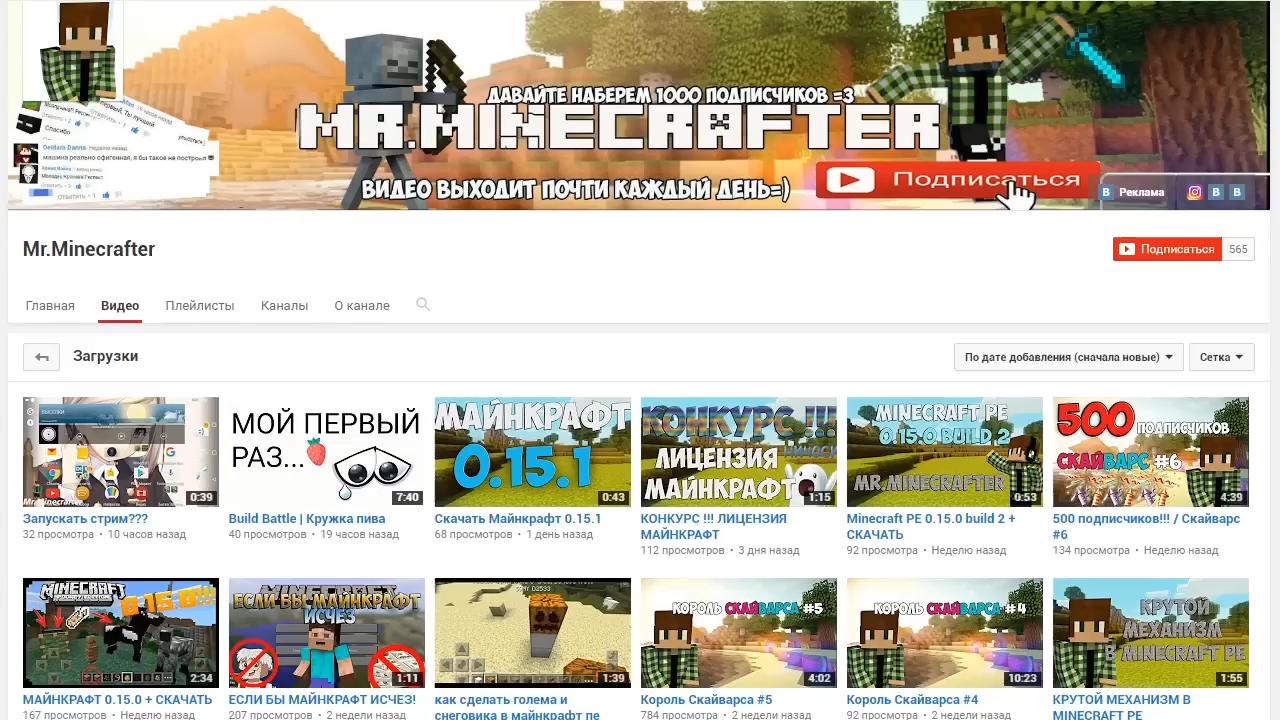 ДАВАЙТЕ НАБЕРЕМ 1000 ПОДПИСЧИКОВ =3
MR.MINECRAFTER
ВИДЕО ВЫХОДИТ ПОЧТИ КАЖДЫЙ ДЕНЬ=)
Подписаться
Спасибо
Deidara Danna Неделю назад
машина реально офигенная, я бы такое не построил
Ответить • 1
Реклама
Mr.Minecrafter
Подписаться 565
Главная Видео Плейлисты Каналы О канале
Загрузки
По дате добавления (сначала новые) Сетка
Mr.Minecrafter
0:39
МОЙ ПЕРВЫЙ
РАЗ...
7:40
МАЙНКРАФТ
0.15.1
0:43
КОНКУРС !!!
ЛИЦЕНЗИЯ
МАЙНКРАФТ
1:15
MINECRAFT PE
0.15.0 BUILD 2
MR.MINECRAFTER
0:53
500 ПОДПИСЧИКОВ
СКАЙВАРС #6
4:39
Запускать стрим???
32 просмотра • 10 часов назад
Build Battle | Кружка пива
40 просмотров • 19 часов назад
Скачать Майнкрафт 0.15.1
68 просмотров • 1 день назад
КОНКУРС !!! ЛИЦЕНЗИЯ
МАЙНКРАФТ
112 просмотров • 3 дня назад
Minecraft PE 0.15.0 build 2 +
СКАЧАТЬ
92 просмотра • Неделю назад
500 подписчиков!!! / Скайварс
#6
134 просмотра • Неделю назад
MINECRAFT
0.15.0!!!
2:34
MINECRAFT
ЕСЛИ БЫ МАЙНКРАФТ
ИСЧЕЗ
1:11
1:39
КОРОЛЬ СКАЙВАРСА #5
4:02
КОРОЛЬ СКАЙВАРСА #4
10:23
КРУТОЙ
МЕХАНИЗМ
В MINECRAFT PE
1:55
МАЙНКРАФТ 0.15.0 + СКАЧАТЬ
167 просмотров • Неделю назад
ЕСЛИ БЫ МАЙНКРАФТ ИСЧЕЗ!
207 просмотров • 2 недели назад
как сделать голема и
снеговика в майнкрафт пе
Король Скайварса #5
784 просмотра • 2 недели назад
Король Скайварса #4
92 просмотра • 2 недели назад
КРУТОЙ МЕХАНИЗМ В
MINECRAFT PE